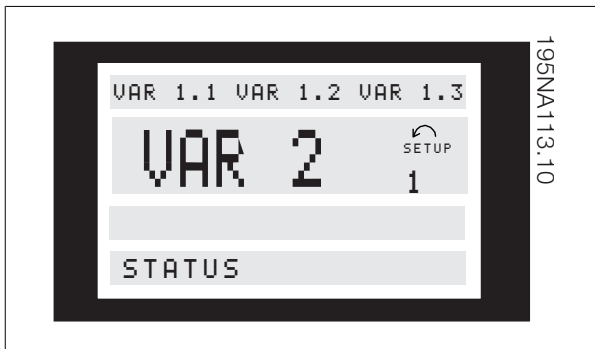 VAR 1.1 VAR 1.2 VAR 1.3
VAR 2
SETUP
1
STATUS
195NA113.10